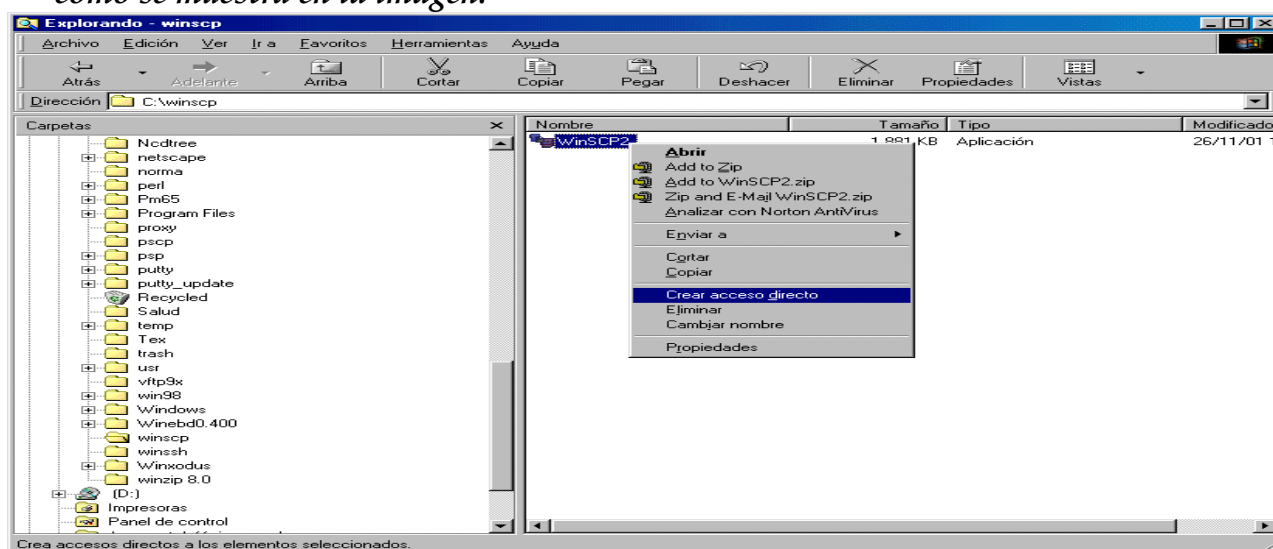 como se muestra en la imagen.
Explorando - winscp
Archivo Edición Ver Ir a Favoritos Herramientas Ayuda
Atrás Adelante Arriba Cortar Copiar Pegar Deshacer Eliminar Propiedades Vistas
Dirección C:\winscp
Carpetas
Ncdtree
netscape
norma
perl
Pm65
Program Files
proxy
pscp
psp
putty
putty_update
Recycled
Salud
temp
Tex
trash
usr
vftp9x
win98
Windows
Winebd0.400
winscp
winssh
Winxodus
winzip 8.0
(D:)
Impresoras
Panel de control
Nombre Tamaño Tipo Modificado
WinSCP2 1.991 KB Aplicación 26/11/01 1
Abrir
Add to Zip
Add to WinSCP2.zip
Zip and E-Mail WinSCP2.zip
Analizar con Norton AntiVirus
Enviar a
Cortar
Copiar
Crear acceso directo
Eliminar
Cambiar nombre
Propiedades
Crea accesos directos a los elementos seleccionados.